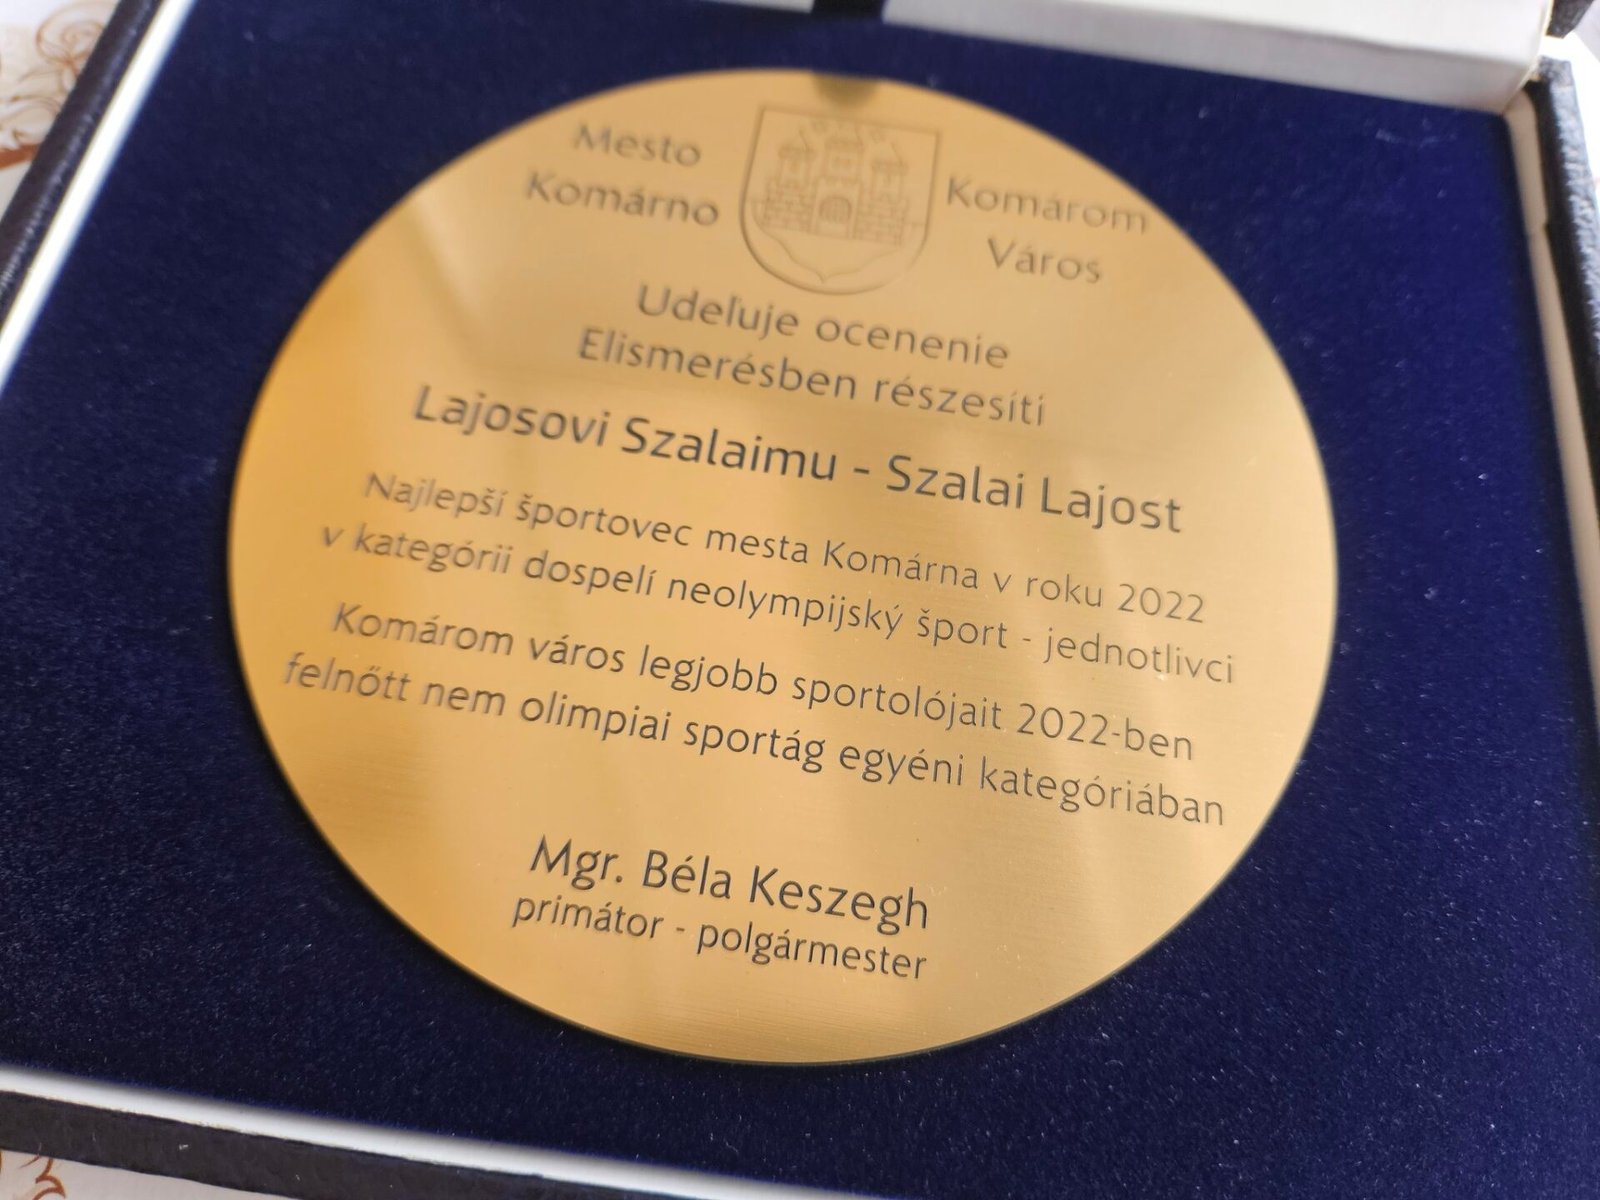 Mesto
Komárno
Komárom
Város
Udeľuje ocenenie
Elismerésben részesíti
Lajosovi Szalaimu - Szalai Lajost
Najlepší športovec mesta Komárna v roku 2022
v kategórii dospelí neolympijský šport - jednotlivci
Komárom város legjobb sportolójait 2022-ben
felnőtt nem olimpiai sportág egyéni kategóriában
Mgr. Béla Keszegh
primátor - polgármester